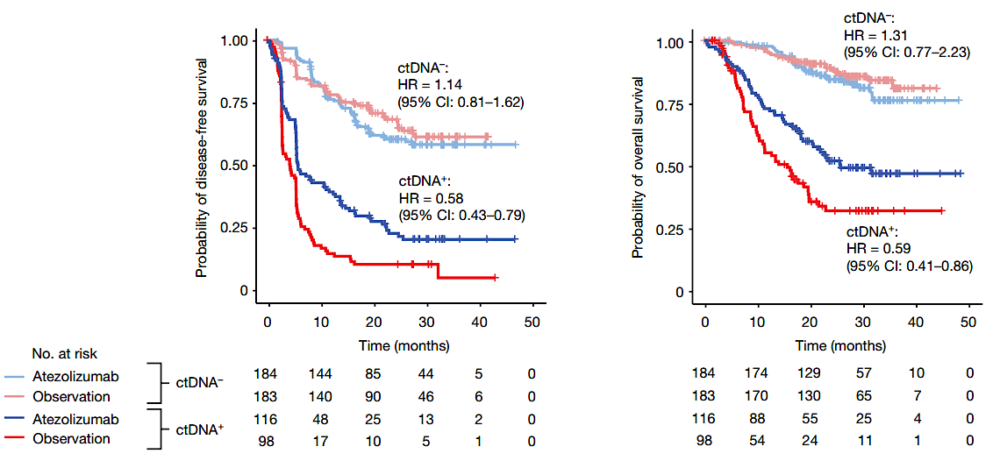 ctDNA⁻:
HR = 1.14
(95% CI: 0.81–1.62)
ctDNA⁺:
HR = 0.58
(95% CI: 0.43–0.79)
Probability of disease-free survival
1.00
0.75
0.50
0.25
0
0 10 20 30 40 50
Time (months)
ctDNA⁻:
HR = 1.31
(95% CI: 0.77–2.23)
ctDNA⁺:
HR = 0.59
(95% CI: 0.41–0.86)
Probability of overall survival
1.00
0.75
0.50
0.25
0
0 10 20 30 40 50
Time (months)
No. at risk
Atezolizumab
Observation
ctDNA⁻
Atezolizumab
Observation
ctDNA⁺
184 144 85 44 5 0
183 140 90 46 6 0
116 48 25 13 2 0
98 17 10 5 1 0
184 174 129 57 10 0
183 170 130 65 7 0
116 88 55 25 4 0
98 54 24 11 1 0